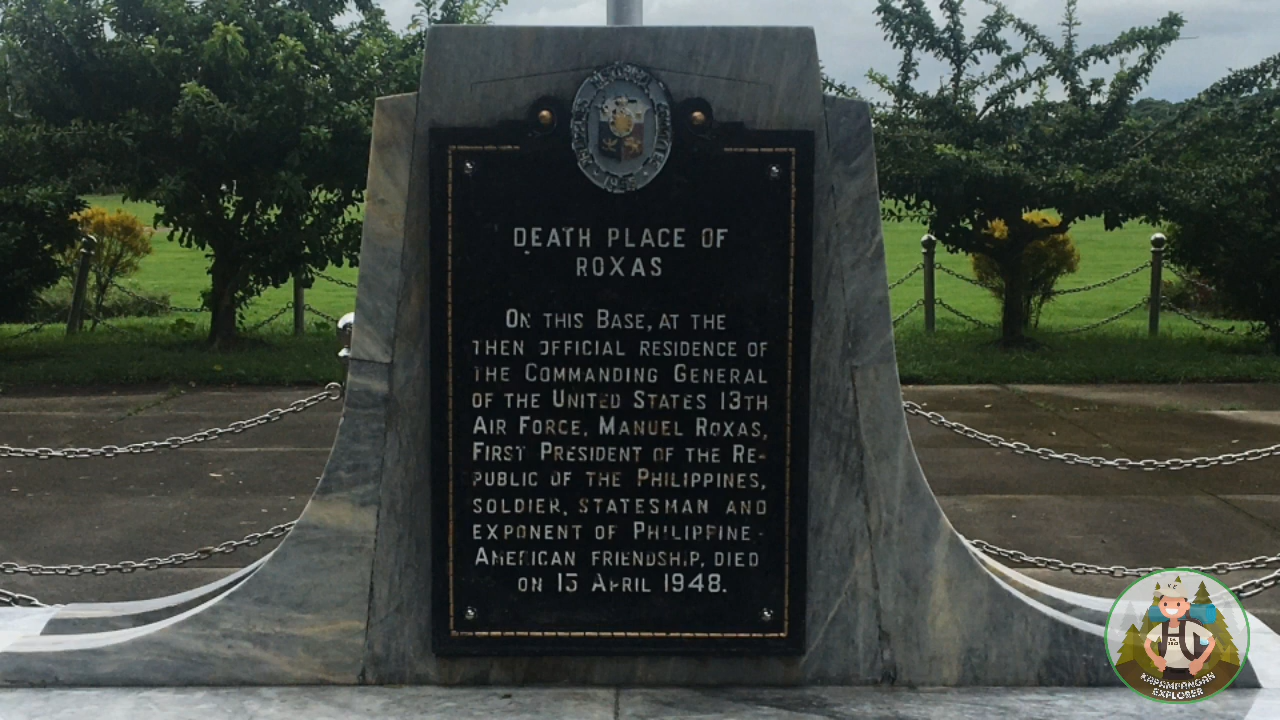 DEATH PLACE OF
ROXAS
ON THIS BASE, AT THE
THEN OFFICIAL RESIDENCE OF
THE COMMANDING GENERAL
OF THE UNITED STATES 13TH
AIR FORCE, MANUEL ROXAS,
FIRST PRESIDENT OF THE RE-
PUBLIC OF THE PHILIPPINES,
SOLDIER, STATESMAN AND
EXPONENT OF PHILIPPINE-
AMERICAN FRIENDSHIP, DIED
ON 15 APRIL 1948.
KAPAMPANGAN
EXPLORER